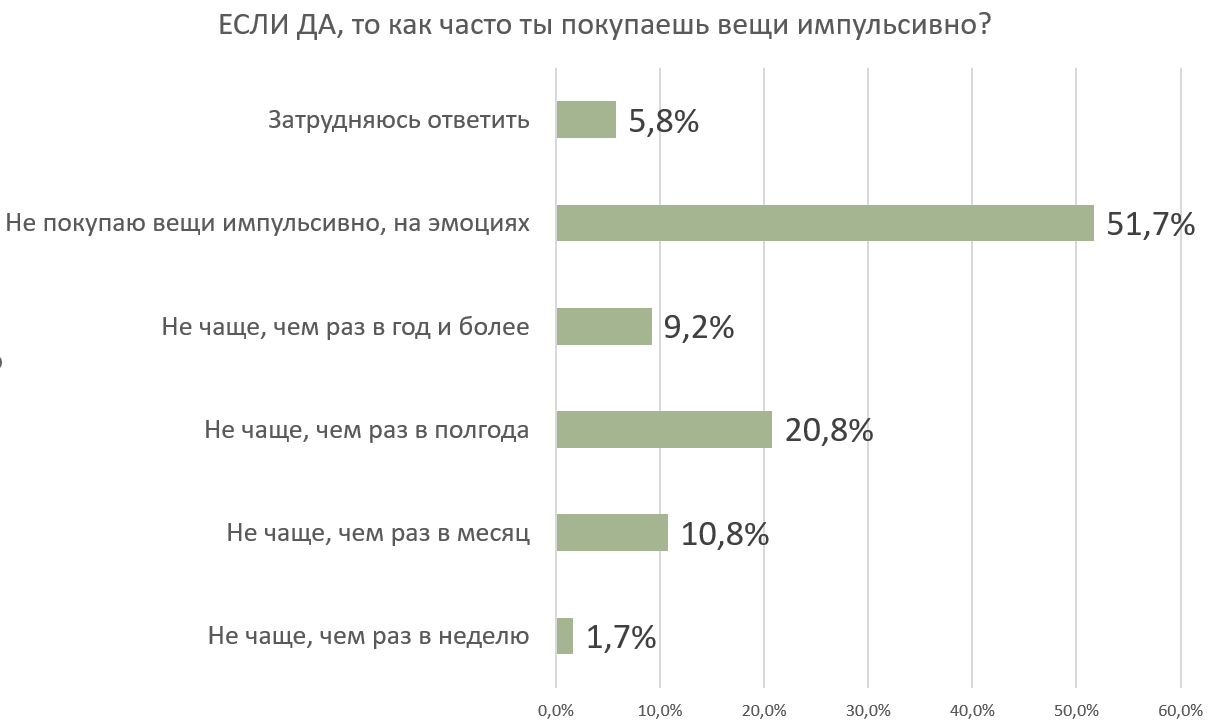 ЕСЛИ ДА, то как часто ты покупаешь вещи импульсивно?
Затрудняюсь ответить
5,8%
Не покупаю вещи импульсивно, на эмоциях
51,7%
Не чаще, чем раз в год и более
9,2%
Не чаще, чем раз в полгода
20,8%
Не чаще, чем раз в месяц
10,8%
Не чаще, чем раз в неделю
1,7%
0,0% 10,0% 20,0% 30,0% 40,0% 50,0% 60,0%